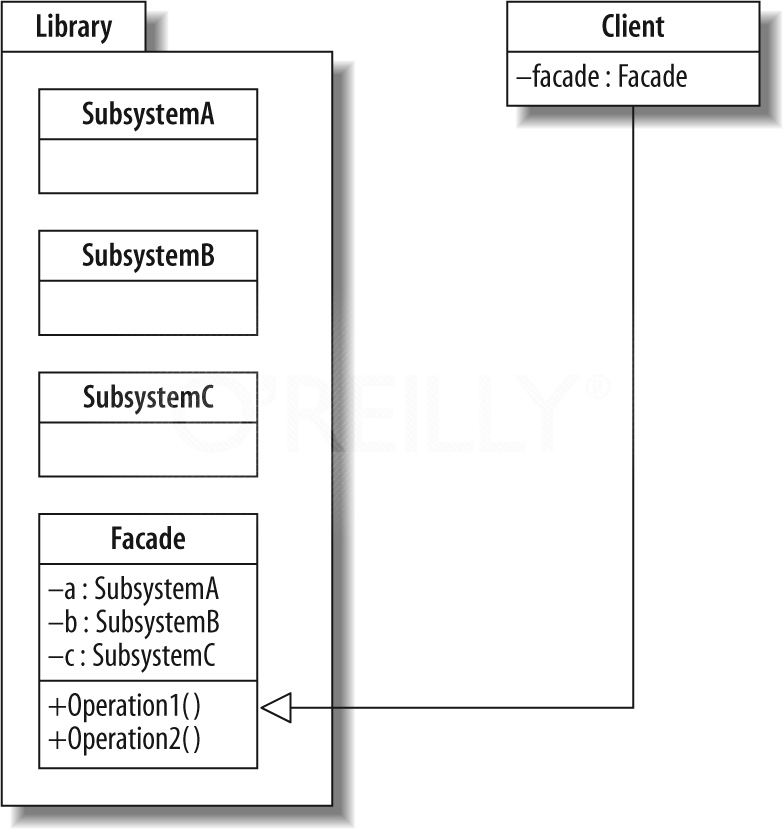 Library
SubsystemA
SubsystemB
SubsystemC
Facade
–a : SubsystemA
–b : SubsystemB
–c : SubsystemC
+Operation1()
+Operation2()
Client
–facade : Facade
O'REILLY®